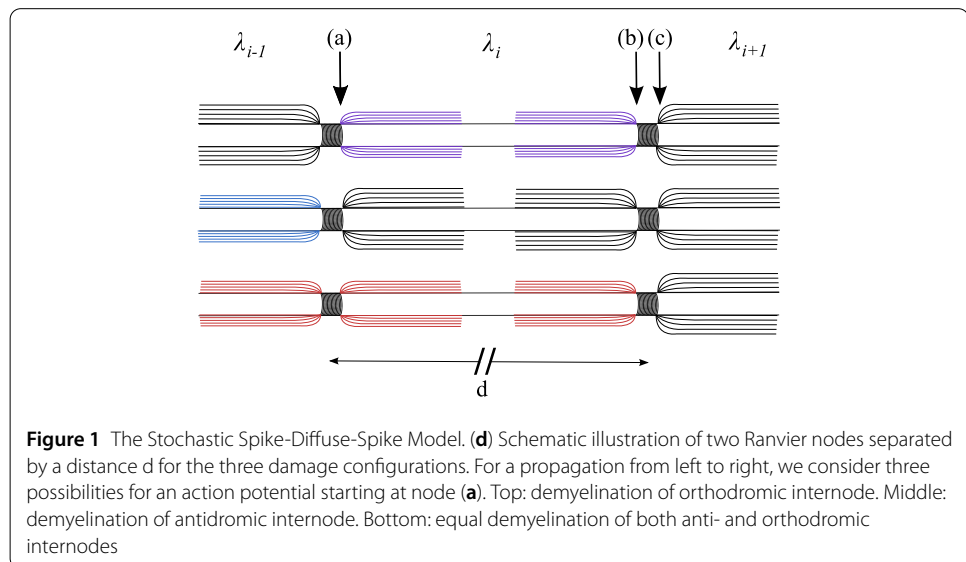 λi-1 (a) λi (b) (c) λi+1
d
Figure 1 The Stochastic Spike-Diffuse-Spike Model. (d) Schematic illustration of two Ranvier nodes separated
by a distance d for the three damage configurations. For a propagation from left to right, we consider three
possibilities for an action potential starting at node (a). Top: demyelination of orthodromic internode. Middle:
demyelination of antidromic internode. Bottom: equal demyelination of both anti- and orthodromic
internodes